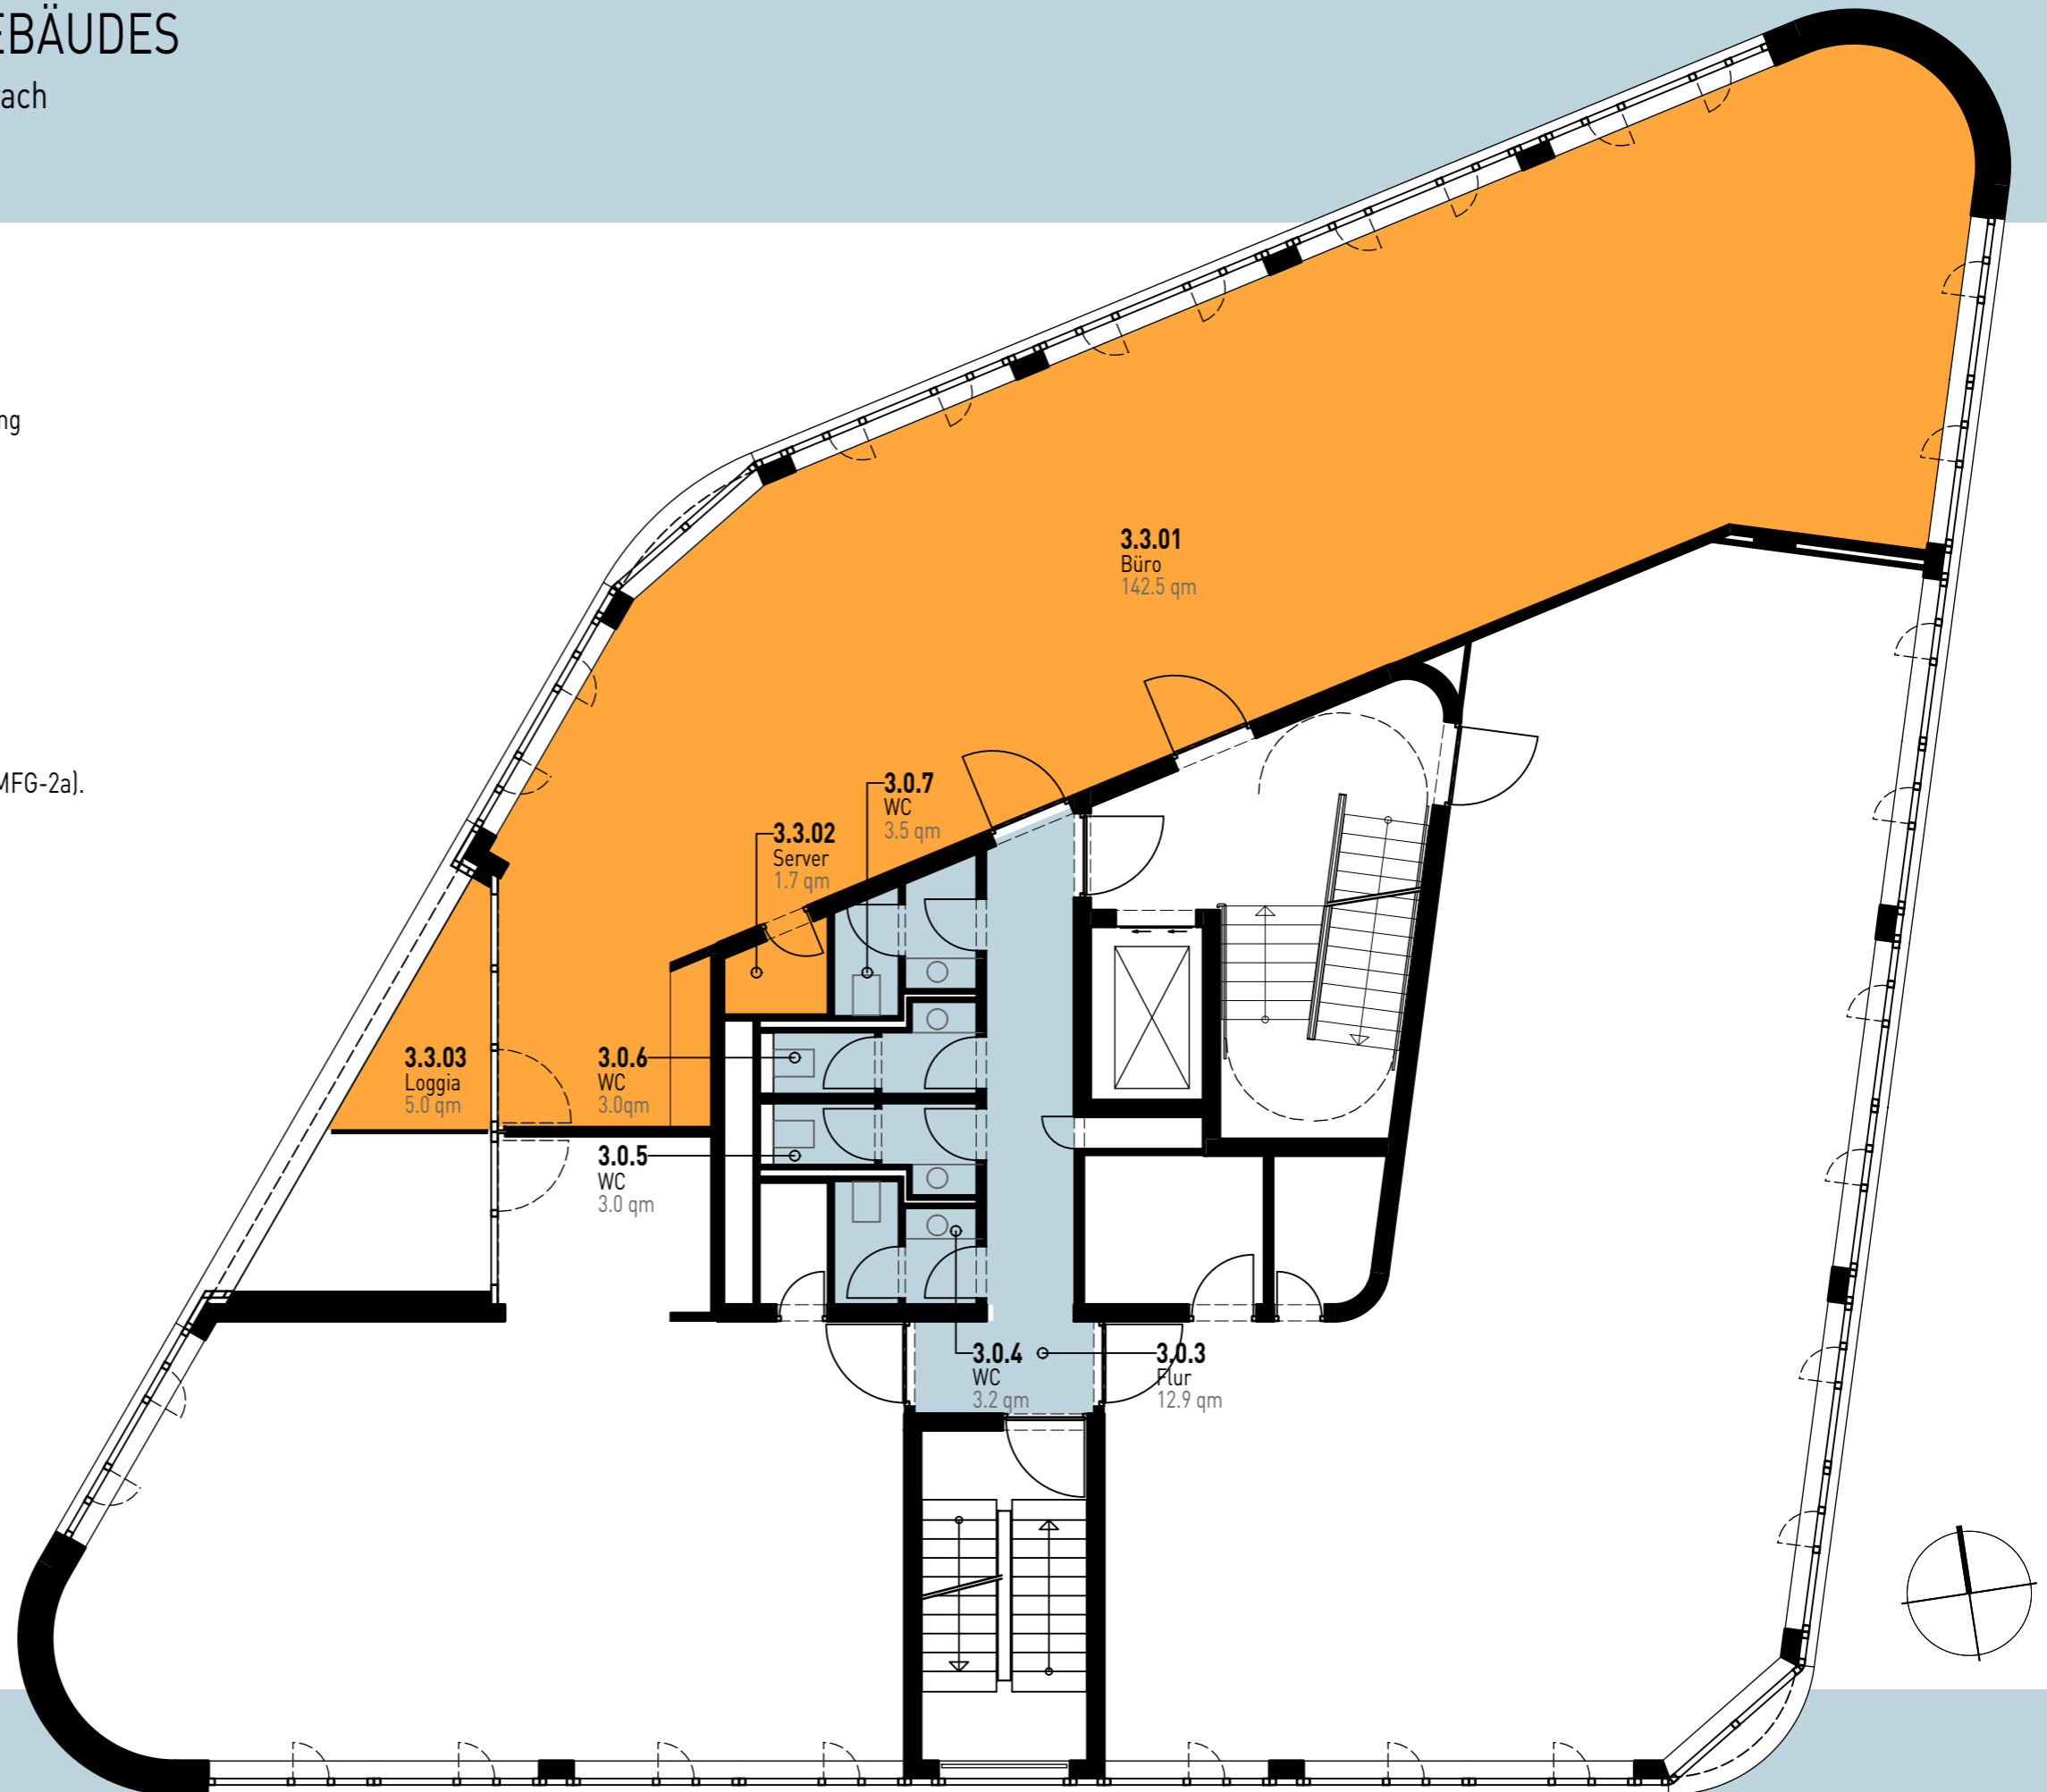 EBÄUDES
ach
ng
MFG-2a).
3.3.01
Büro
142.5 qm
3.0.7
WC
3.5 qm
3.3.02
Server
1.7 qm
3.3.03
Loggia
5.0 qm
3.0.6
WC
3.0qm
3.0.5
WC
3.0 qm
3.0.4
WC
3.2 qm
3.0.3
Flur
12.9 qm